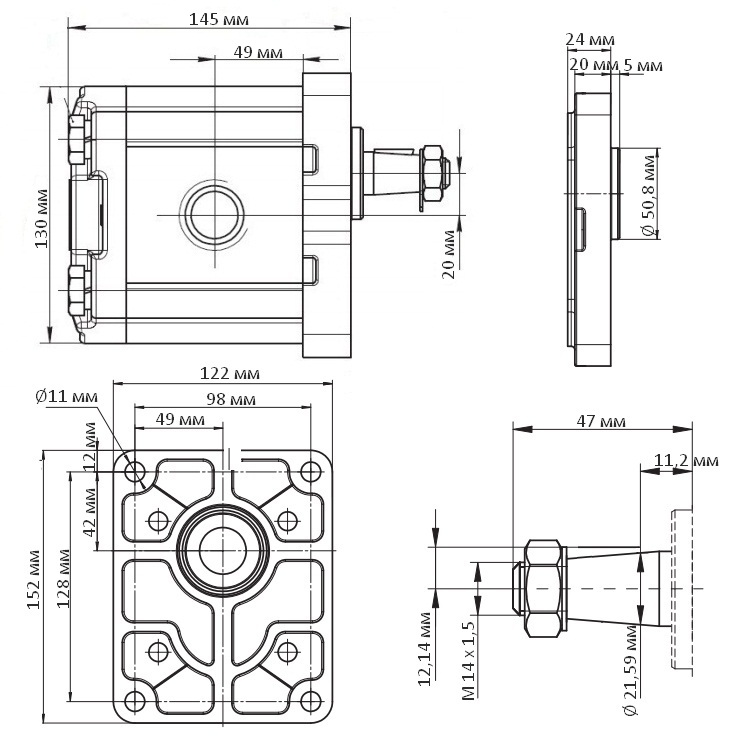 145 мм
49 мм
130 мм
20 мм
24 мм
20 мм
5 мм
Ø 50,8 мм
122 мм
Ø11 мм
98 мм
49 мм
12 мм
42 мм
152 мм
128 мм
47 мм
11,2 мм
12,14 мм
М 14 х 1,5
Ø 21,59 мм